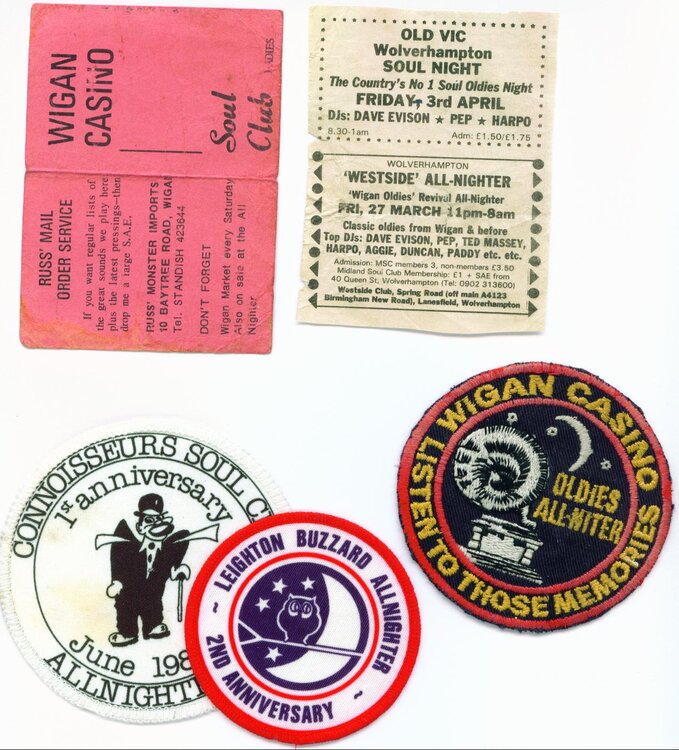 WIGAN
CASINO
Soul
Club
RUSS' MAIL
ORDER SERVICE
If you want regular lists of
the great sounds we play here
plus the latest pressings—then
drop me a large S.A.E.
RUSS' MONSTER IMPORTS
10 BAYTREE ROAD, WIGAN
Tel. STANDISH 423644
DON'T FORGET
Wigan Market every Saturday
Also on sale at the All
Nighter
OLD VIC
Wolverhampton
SOUL NIGHT
The Country's No 1 Soul Oldies Night
FRIDAY, 3rd APRIL
DJs: DAVE EVISON ★ PEP ★ HARPO
8.30-1am Adm: £1.50/£1.75
WOLVERHAMPTON
'WESTSIDE' ALL-NIGHTER
'Wigan Oldies' Revival All-Nighter
FRI, 27 MARCH 11pm-8am
Classic oldies from Wigan & before
Top DJs: DAVE EVISON, PEP, TED MASSEY,
HARPO, AGGIE, DUNCAN, PADDY etc. etc.
Admission: MSC members 3, non-members £3.50
Midland Soul Club Membership: £1 + SAE from
40 Queen St, Wolverhampton (Tel: 0902 313600)
Westside Club, Spring Road (off main A4123
Birmingham New Road), Lanesfield, Wolverhampton
CONNOISSEURS SOUL C
1st anniversary
June 198
ALLNIGHT
~ LEIGHTON BUZZARD ALLNIGHTER
2ND ANNIVERSARY ~
WIGAN CASINO
OLDIES
ALL-NITER
LISTEN TO THOSE MEMORIES